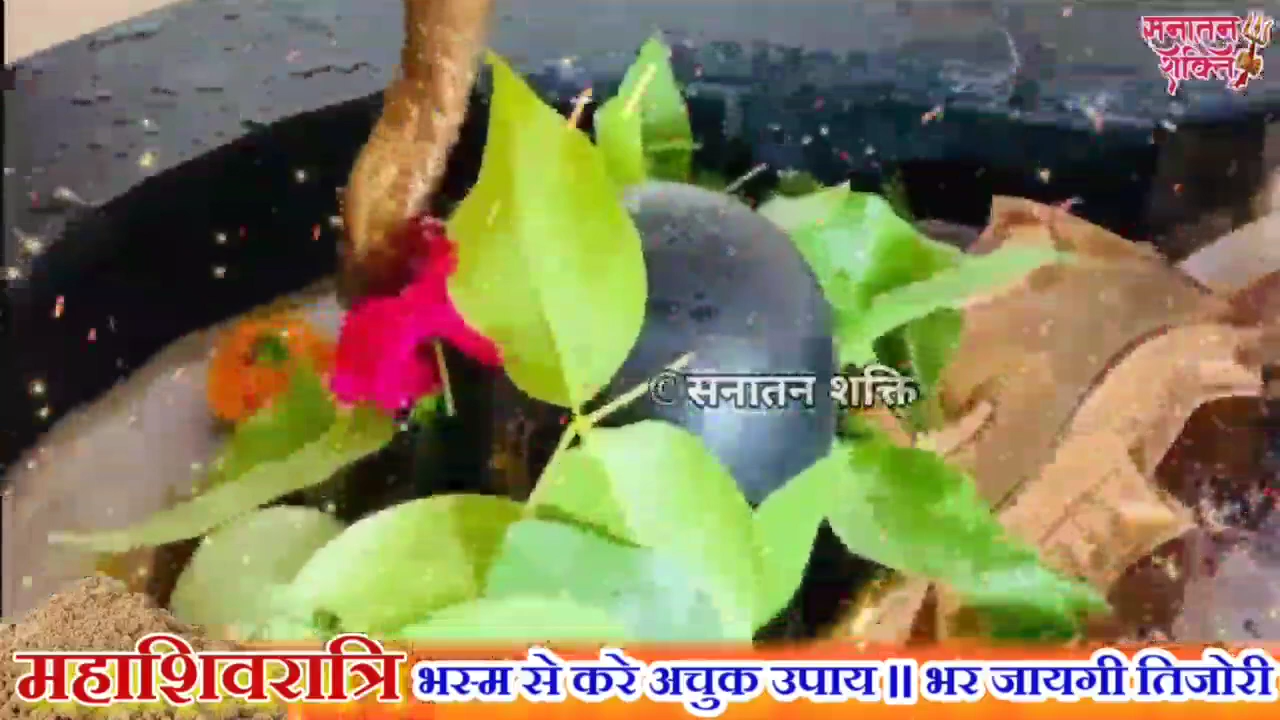 सनातन
शक्ति
©सनातन शक्ति
महाशिवरात्रि भस्म से करे अचुक उपाय || भर जायगी तिजोरी